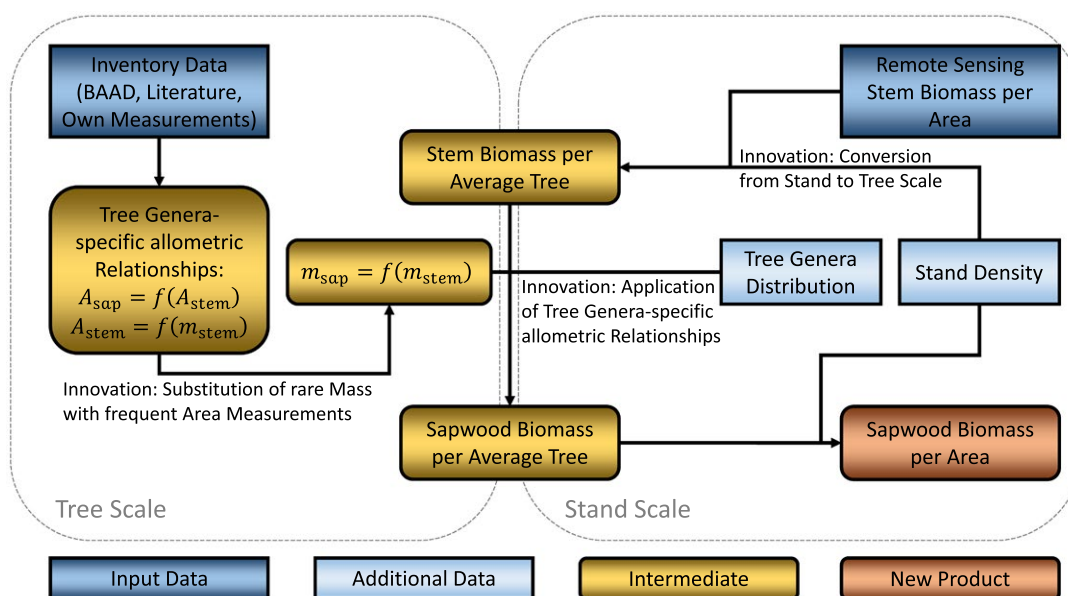 Inventory Data
(BAAD, Literature,
Own Measurements)
Remote Sensing
Stem Biomass per
Area
Stem Biomass per
Average Tree
Innovation: Conversion
from Stand to Tree Scale
Tree Genera-
specific allometric
Relationships:
A_sap = f(A_stem)
A_stem = f(m_stem)
m_sap = f(m_stem)
Tree Genera
Distribution
Stand Density
Innovation: Application
of Tree Genera-specific
allometric Relationships
Innovation: Substitution of rare Mass
with frequent Area Measurements
Sapwood Biomass
per Average Tree
Sapwood Biomass
per Area
Tree Scale
Stand Scale
Input Data
Additional Data
Intermediate
New Product